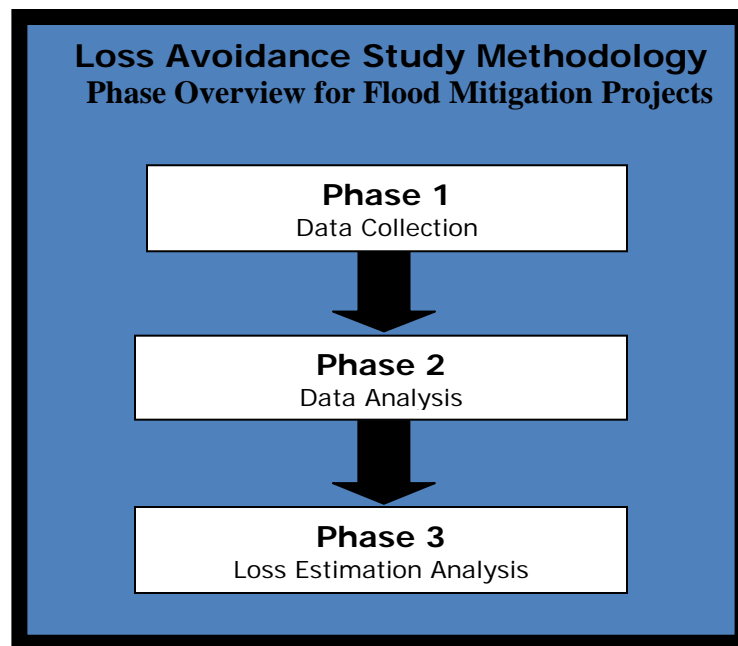 Loss Avoidance Study Methodology
Phase Overview for Flood Mitigation Projects
Phase 1
Data Collection
Phase 2
Data Analysis
Phase 3
Loss Estimation Analysis